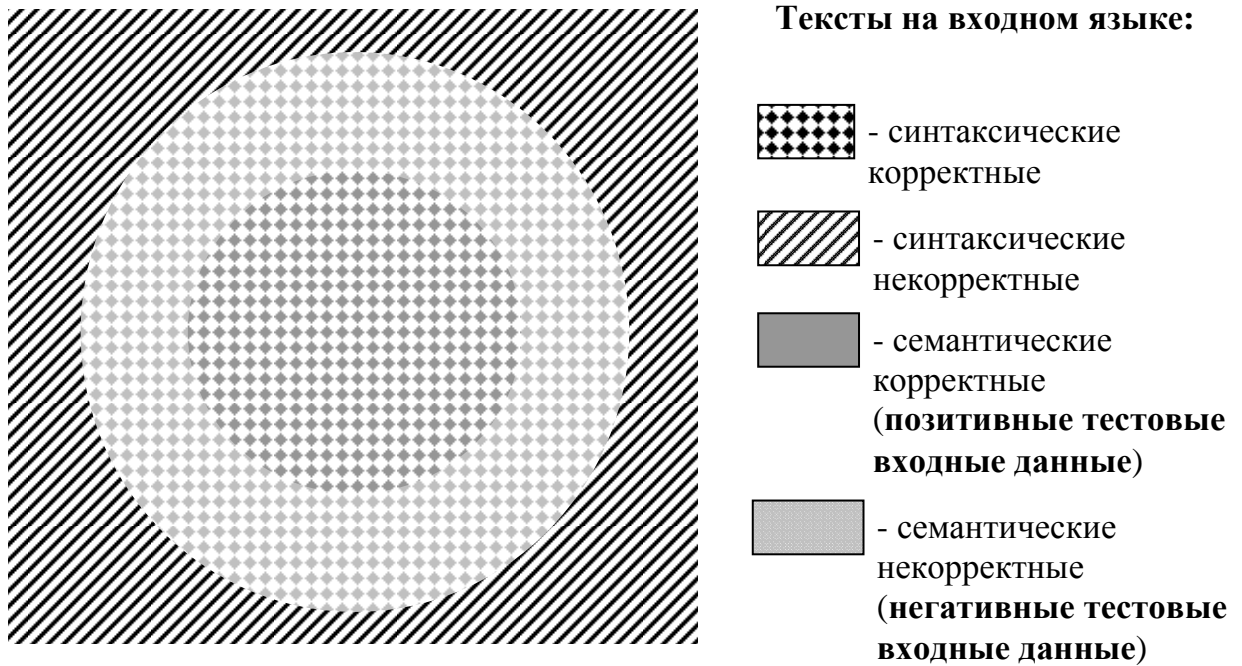 Тексты на входном языке:
- синтаксические
корректные
- синтаксические
некорректные
- семантические
корректные
(позитивные тестовые
входные данные)
- семантические
некорректные
(негативные тестовые
входные данные)